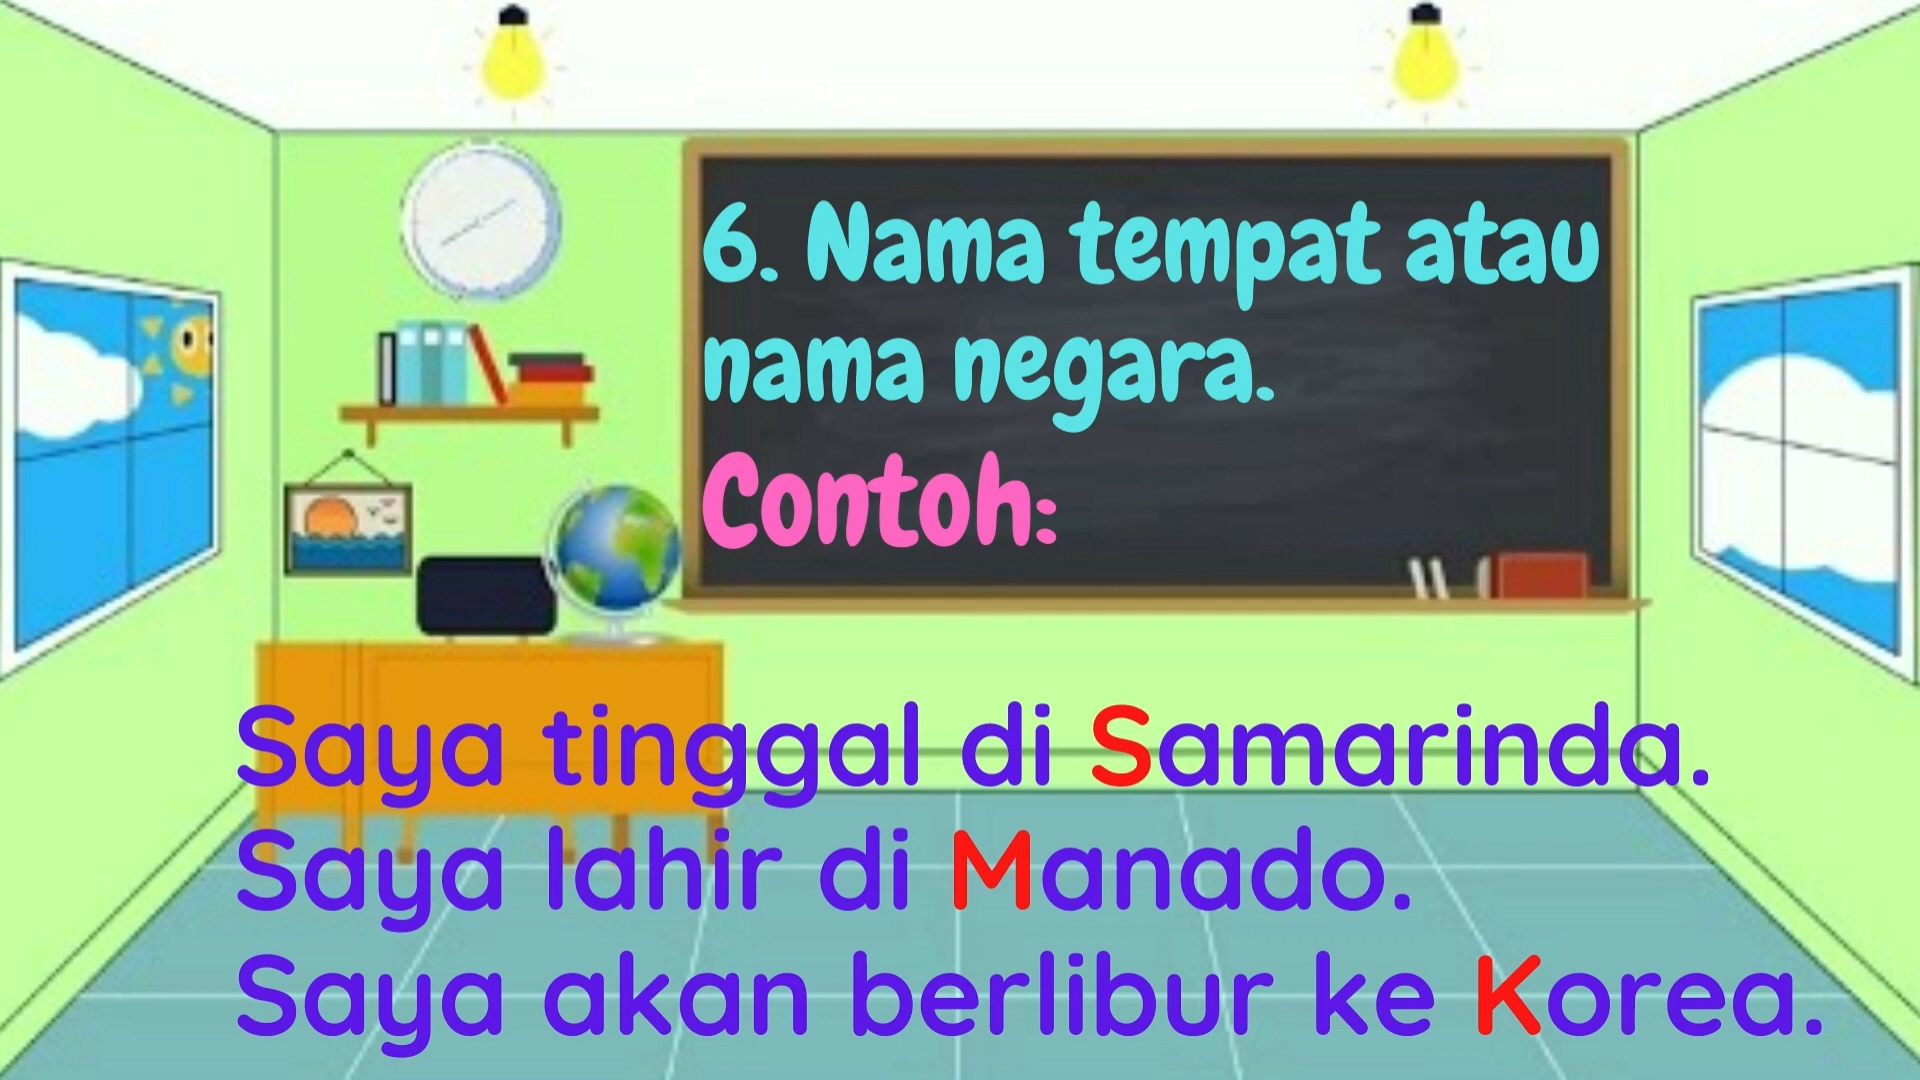 6. Nama tempat atau
nama negara.
Contoh:
Saya tinggal di Samarinda.
Saya lahir di Manado.
Saya akan berlibur ke Korea.